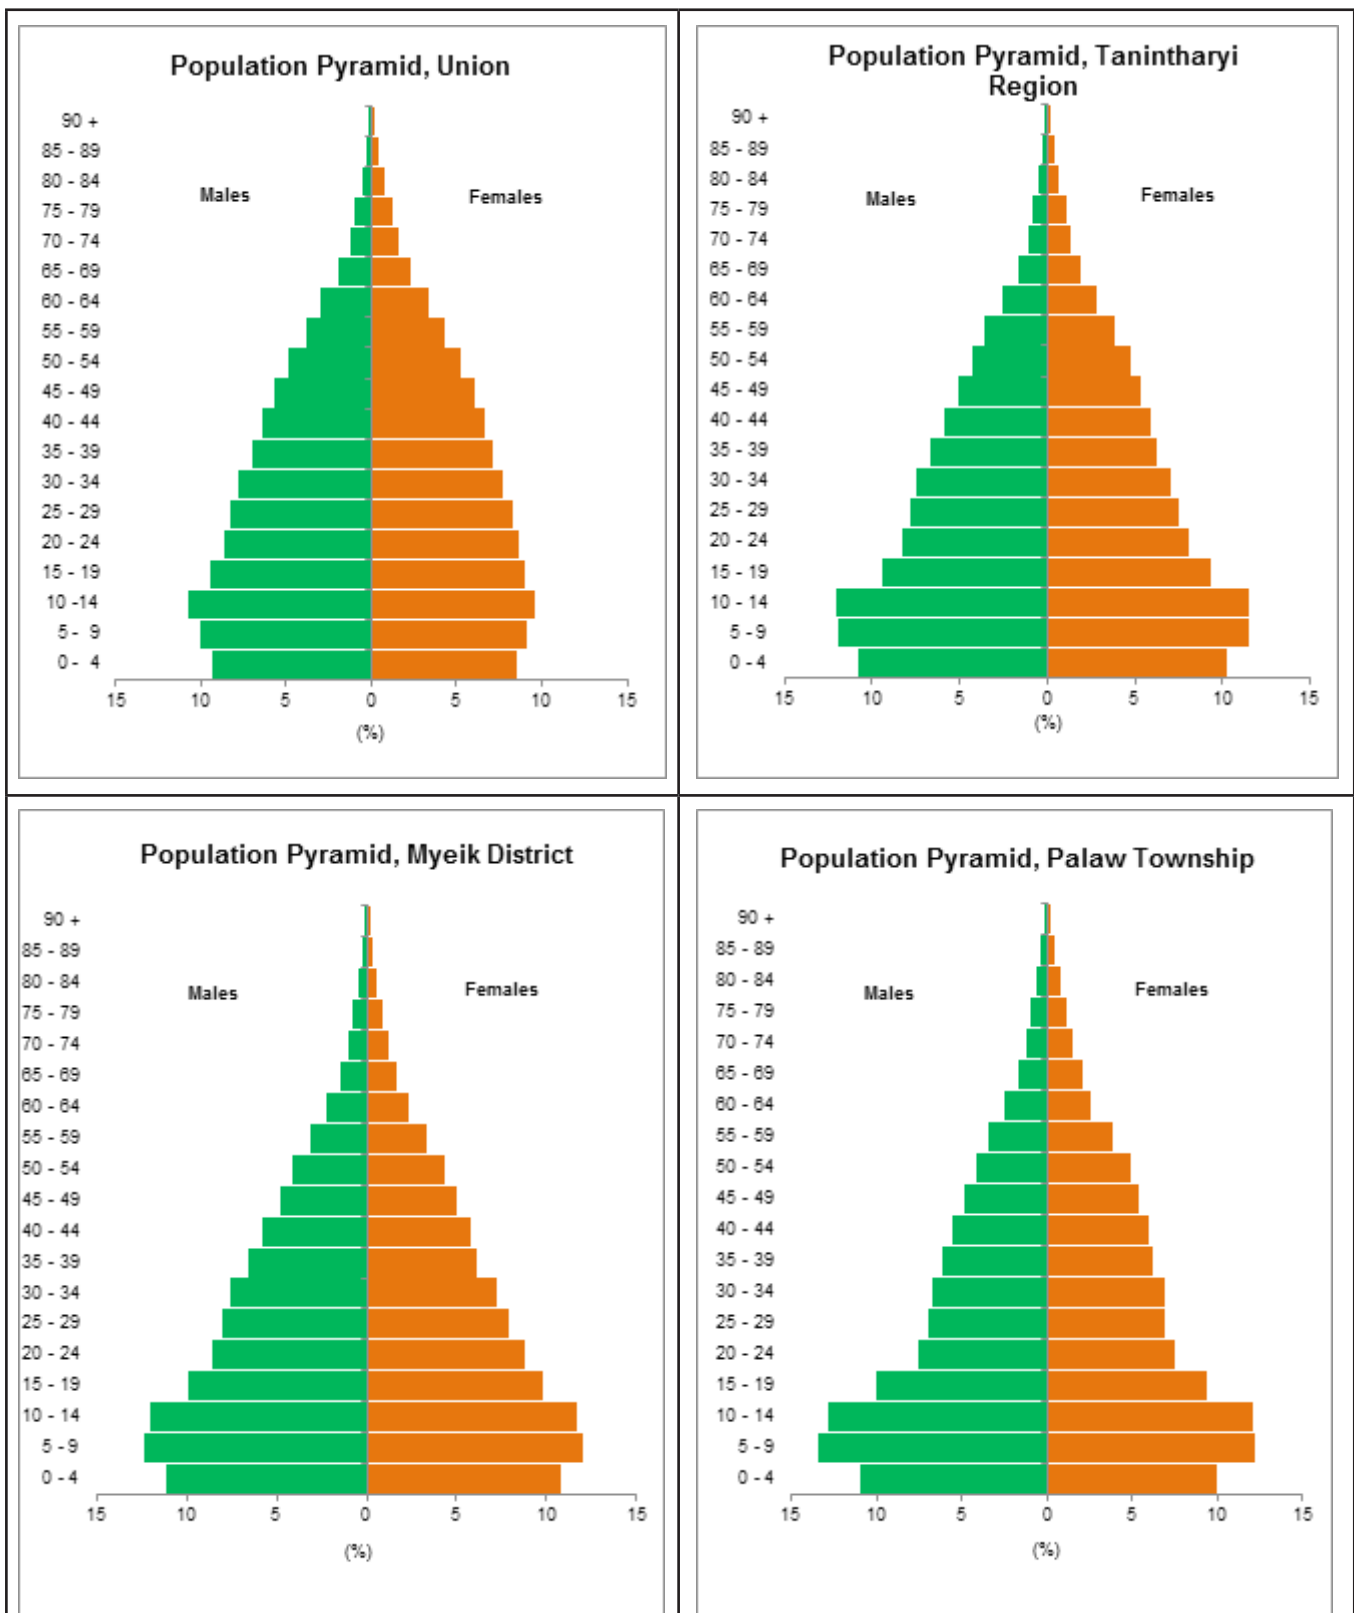 Population Pyramid, Union
90 +
85 - 89
80 - 84
75 - 79
70 - 74
65 - 69
60 - 64
55 - 59
50 - 54
45 - 49
40 - 44
35 - 39
30 - 34
25 - 29
20 - 24
15 - 19
10 -14
5 - 9
0 - 4
Males
Females
15 10 5 0 5 10 15
(%)
Population Pyramid, Tanintharyi
Region
90 +
85 - 89
80 - 84
75 - 79
70 - 74
65 - 69
60 - 64
55 - 59
50 - 54
45 - 49
40 - 44
35 - 39
30 - 34
25 - 29
20 - 24
15 - 19
10 - 14
5 - 9
0 - 4
Males
Females
15 10 5 0 5 10 15
(%)
Population Pyramid, Myeik District
90 +
85 - 89
80 - 84
75 - 79
70 - 74
65 - 69
60 - 64
55 - 59
50 - 54
45 - 49
40 - 44
35 - 39
30 - 34
25 - 29
20 - 24
15 - 19
10 - 14
5 - 9
0 - 4
Males
Females
15 10 5 0 5 10 15
(%)
Population Pyramid, Palaw Township
90 +
85 - 89
80 - 84
75 - 79
70 - 74
65 - 69
60 - 64
55 - 59
50 - 54
45 - 49
40 - 44
35 - 39
30 - 34
25 - 29
20 - 24
15 - 19
10 - 14
5 - 9
0 - 4
Males
Females
15 10 5 0 5 10 15
(%)